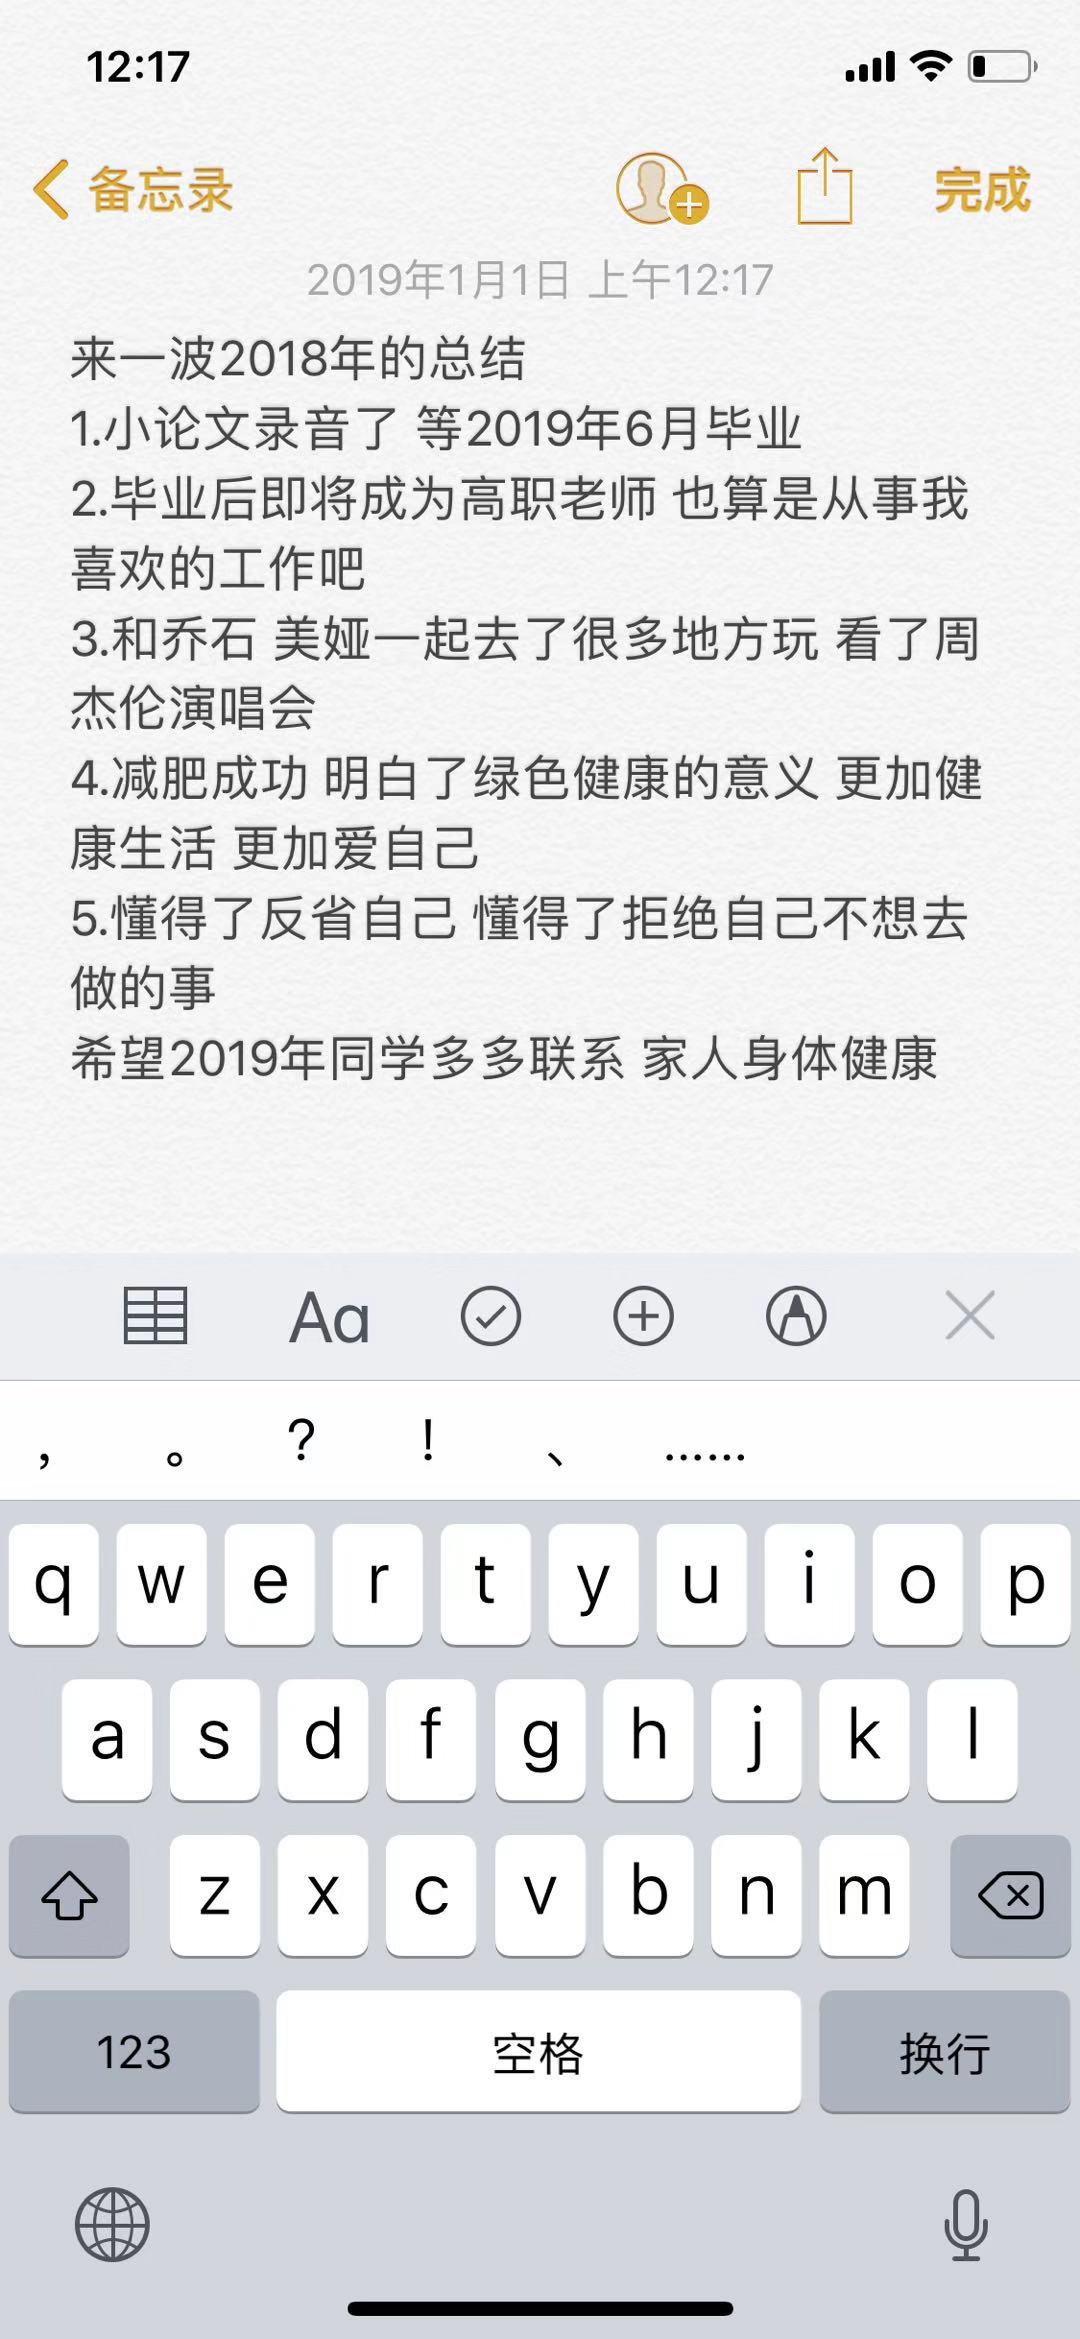 12:17
备忘录
完成
2019年1月1日 上午12:17
来一波2018年的总结
1.小论文录音了 等2019年6月毕业
2.毕业后即将成为高职老师 也算是从事我
喜欢的工作吧
3.和乔石 美娅一起去了很多地方玩 看了周
杰伦演唱会
4.减肥成功 明白了绿色健康的意义 更加健
康生活 更加爱自己
5.懂得了反省自己 懂得了拒绝自己不想去
做的事
希望2019年同学多多联系 家人身体健康
Aa
， 。 ? ! 、 ……
q w e r t y u i o p
a s d f g h j k l
z x c v b n m
123 空格 换行